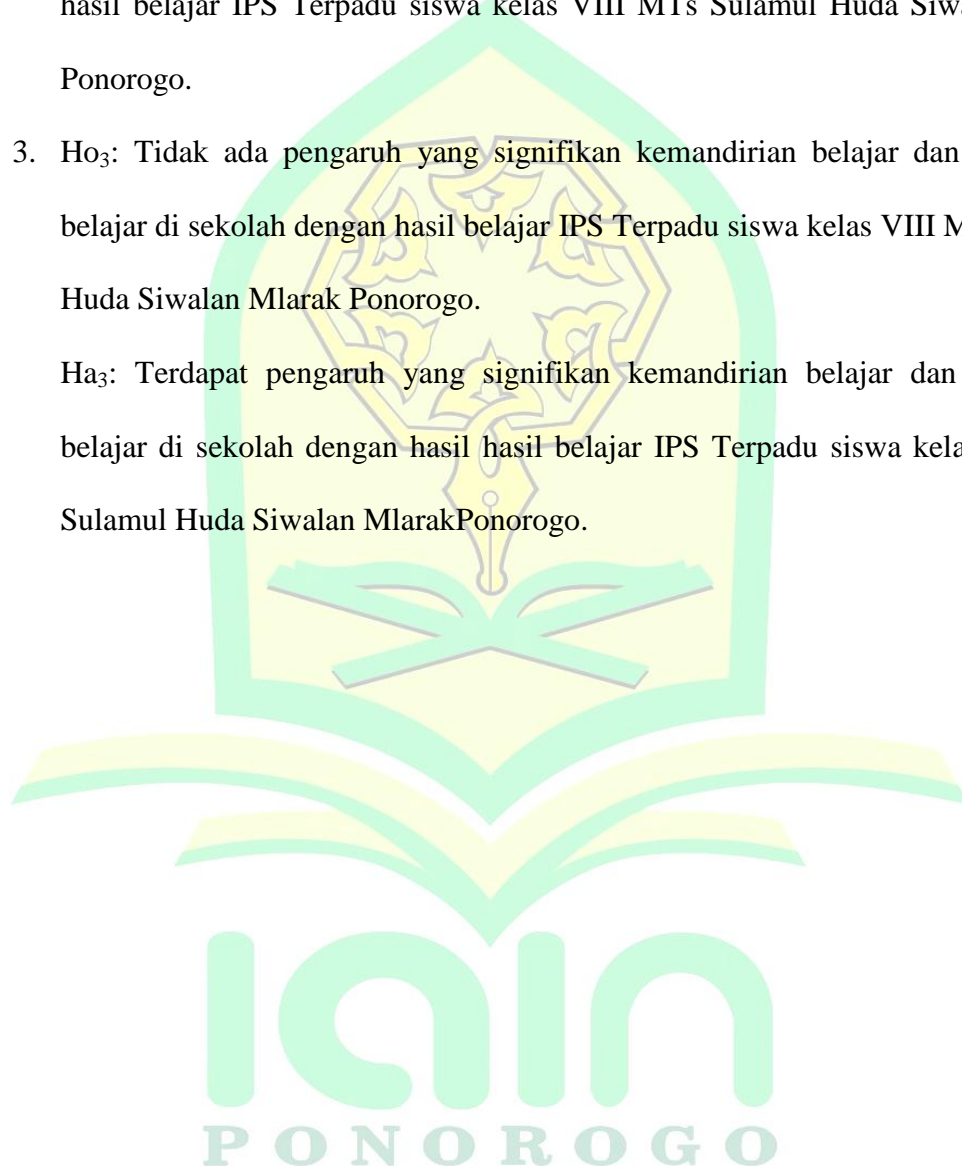 hasil belajar IPS Terpadu siswa kelas VIII MTs Sulamul Huda
Ponorogo.
3. Ho₃: Tidak ada pengaruh yang signifikan kemandirian belajar dan
belajar di sekolah dengan hasil belajar IPS Terpadu siswa kelas VIII
Huda Siwalan Mlarak Ponorogo.
Ha₃: Terdapat pengaruh yang signifikan kemandirian belajar dan
belajar di sekolah dengan hasil hasil belajar IPS Terpadu siswa
Sulamul Huda Siwalan MlarakPonorogo.
iain
PONOROGO